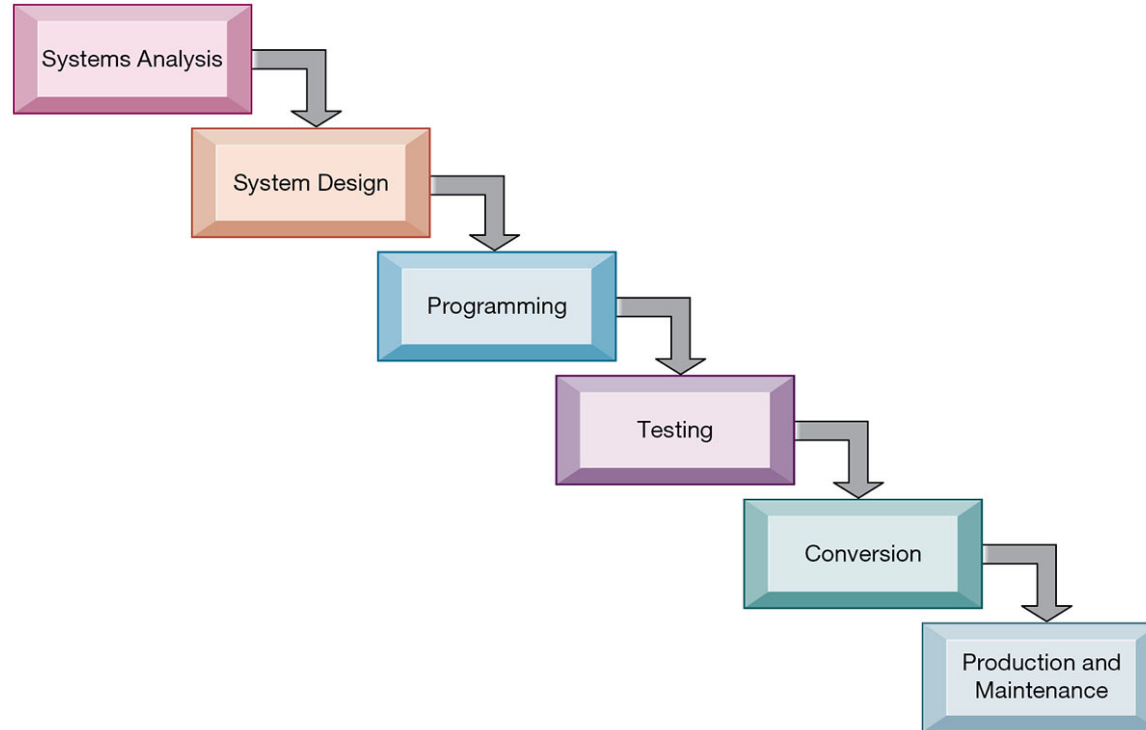 Systems Analysis
System Design
Programming
Testing
Conversion
Production and
Maintenance